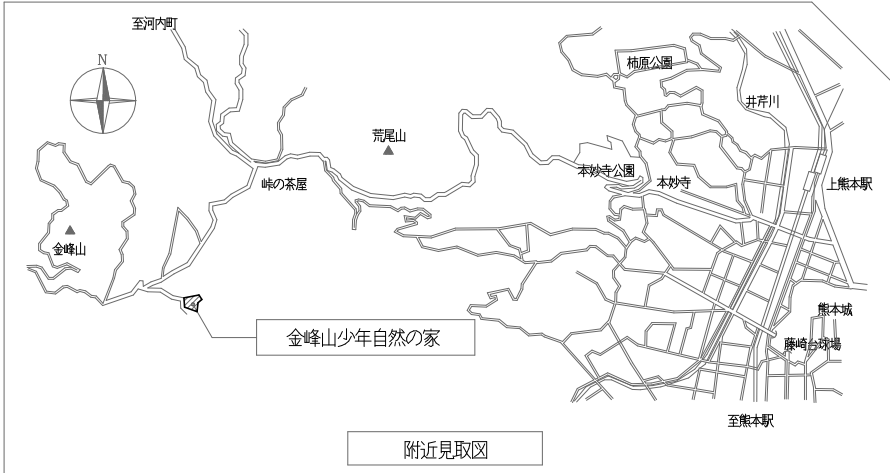 至河内町
N
柿原公園
井芹川
荒尾山
本妙寺公園
峠の茶屋
本妙寺
上熊本駅
金峰山
熊本城
金峰山少年自然の家
藤崎台球場
至熊本駅
附近見取図